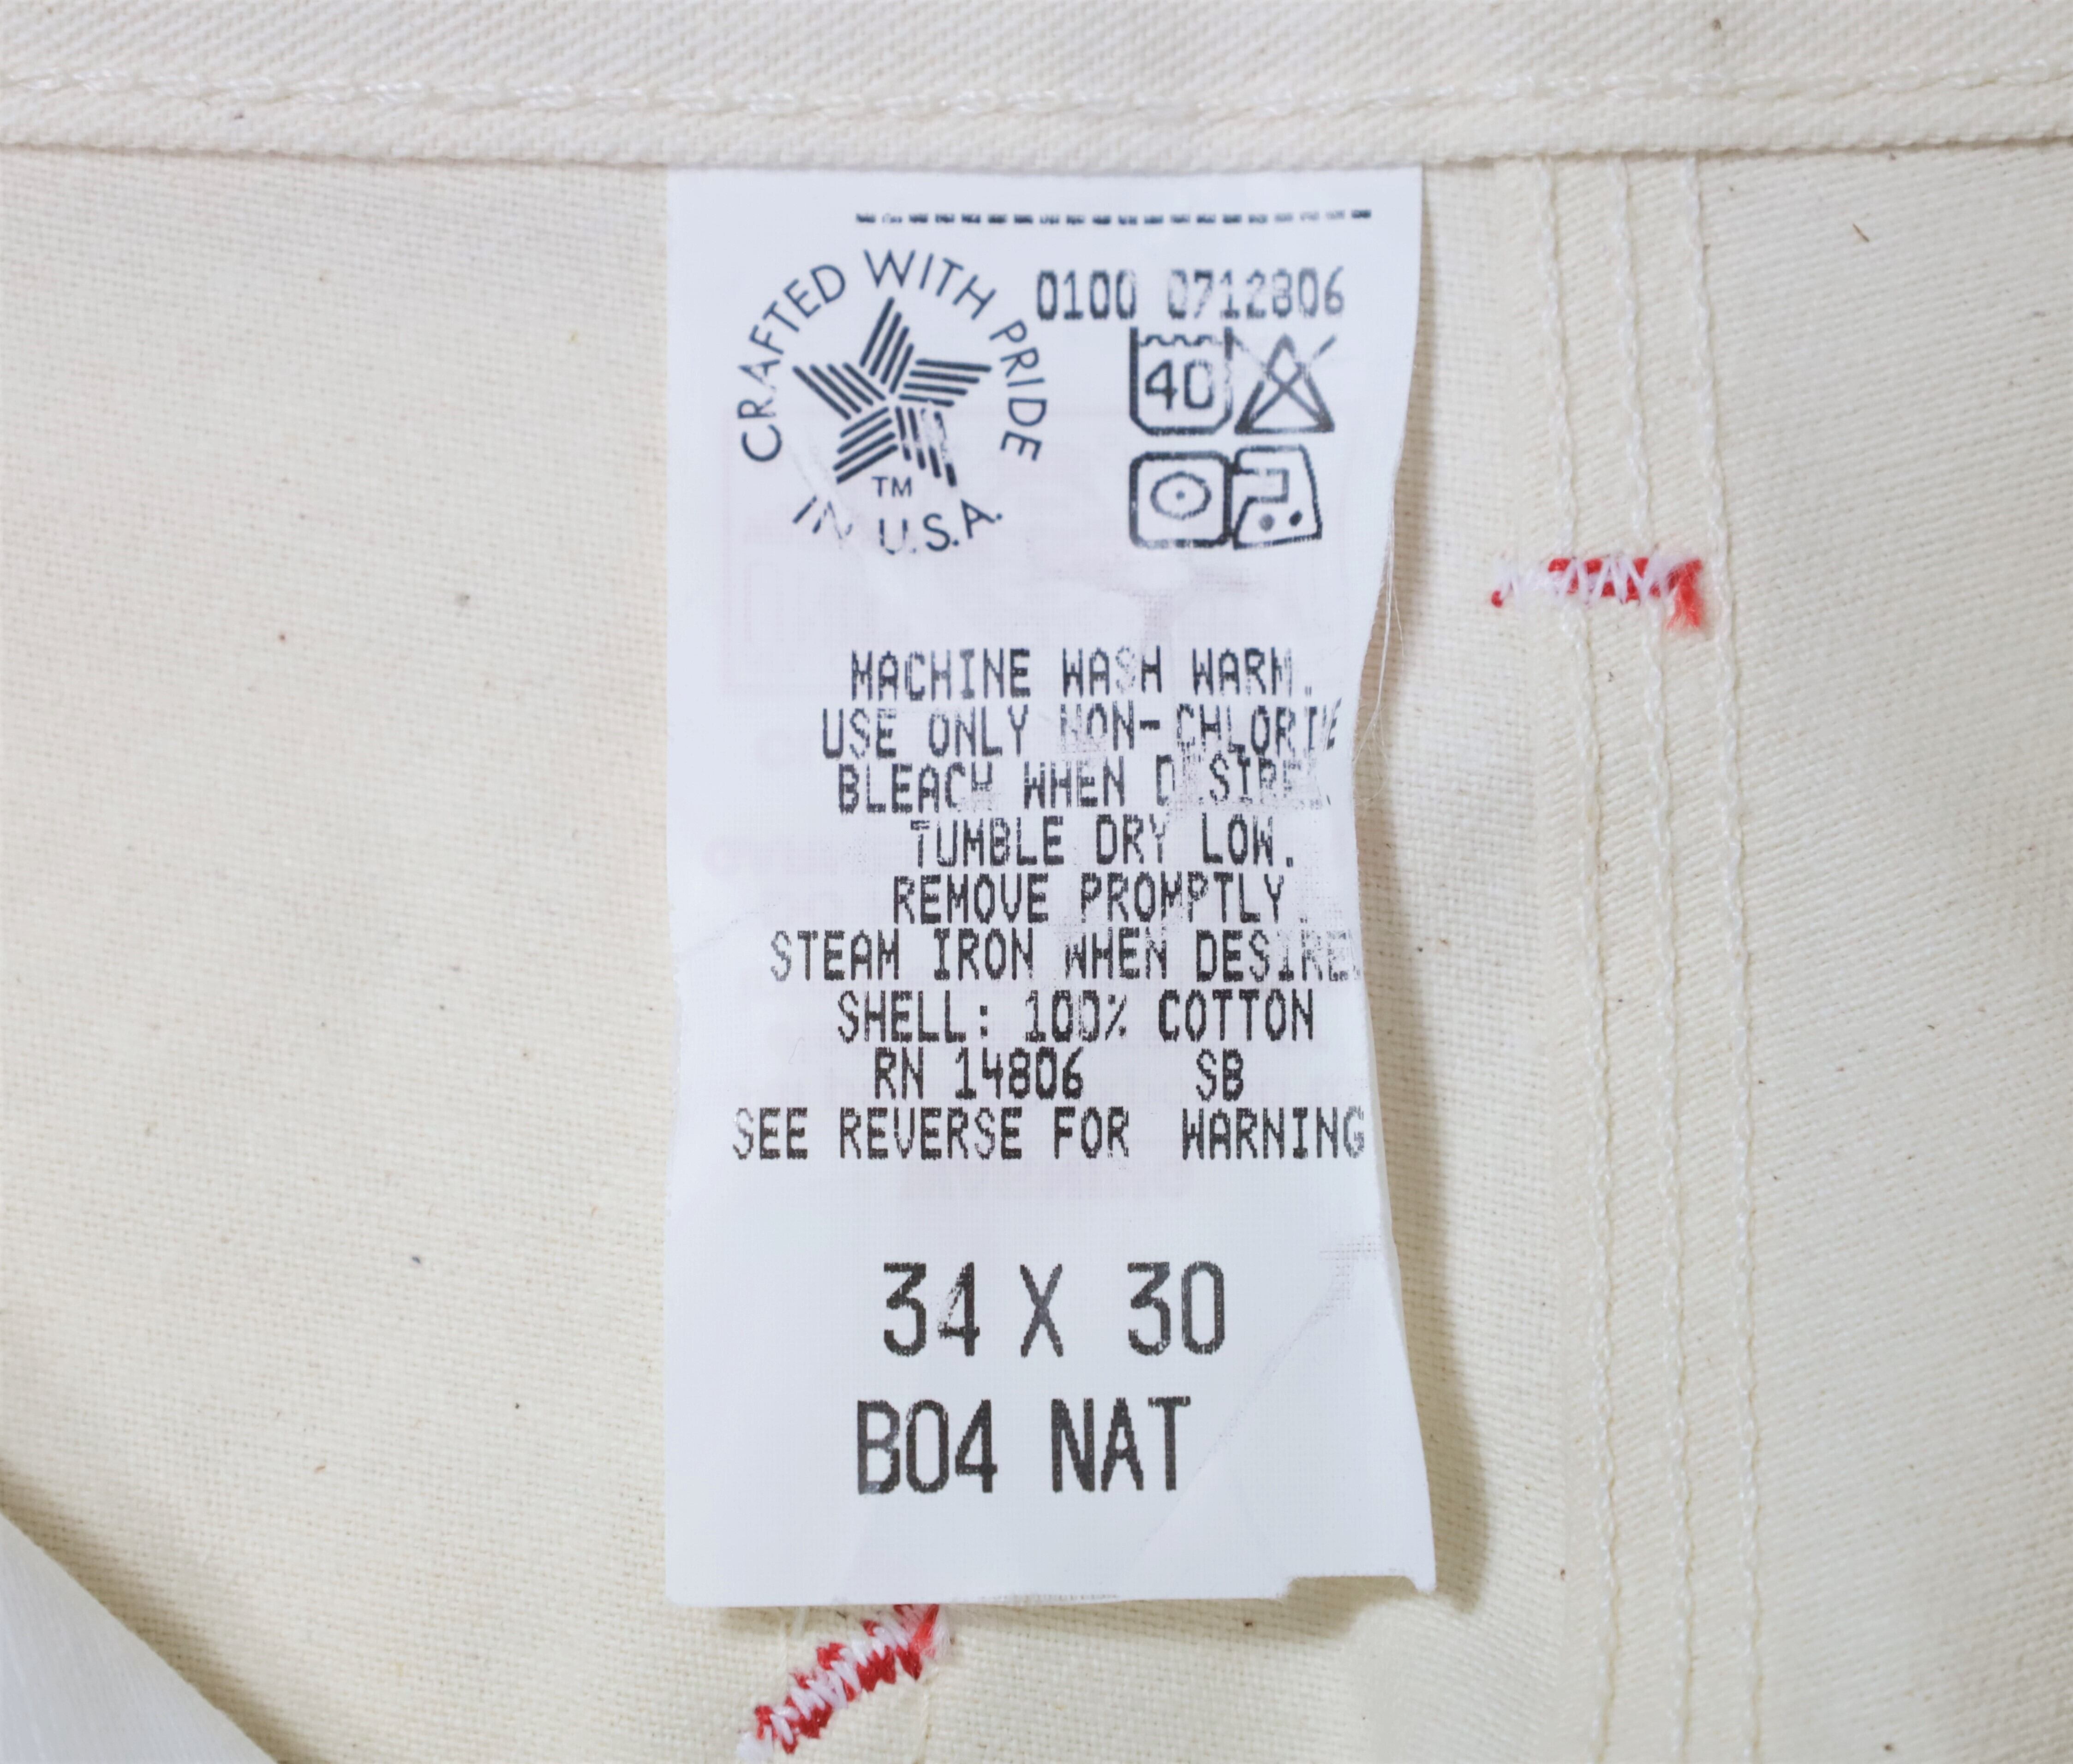 CRAFTED WITH PRIDE
IN U.S.A.
TM
0100 0712806
40
MACHINE WASH WARM.
USE ONLY NON-CHLORINE
BLEACH WHEN DESIRED.
TUMBLE DRY LOW.
REMOVE PROMPTLY.
STEAM IRON WHEN DESIRED
SHELL: 100% COTTON
RN 14806 SB
SEE REVERSE FOR WARNING
34 X 30
B04 NAT